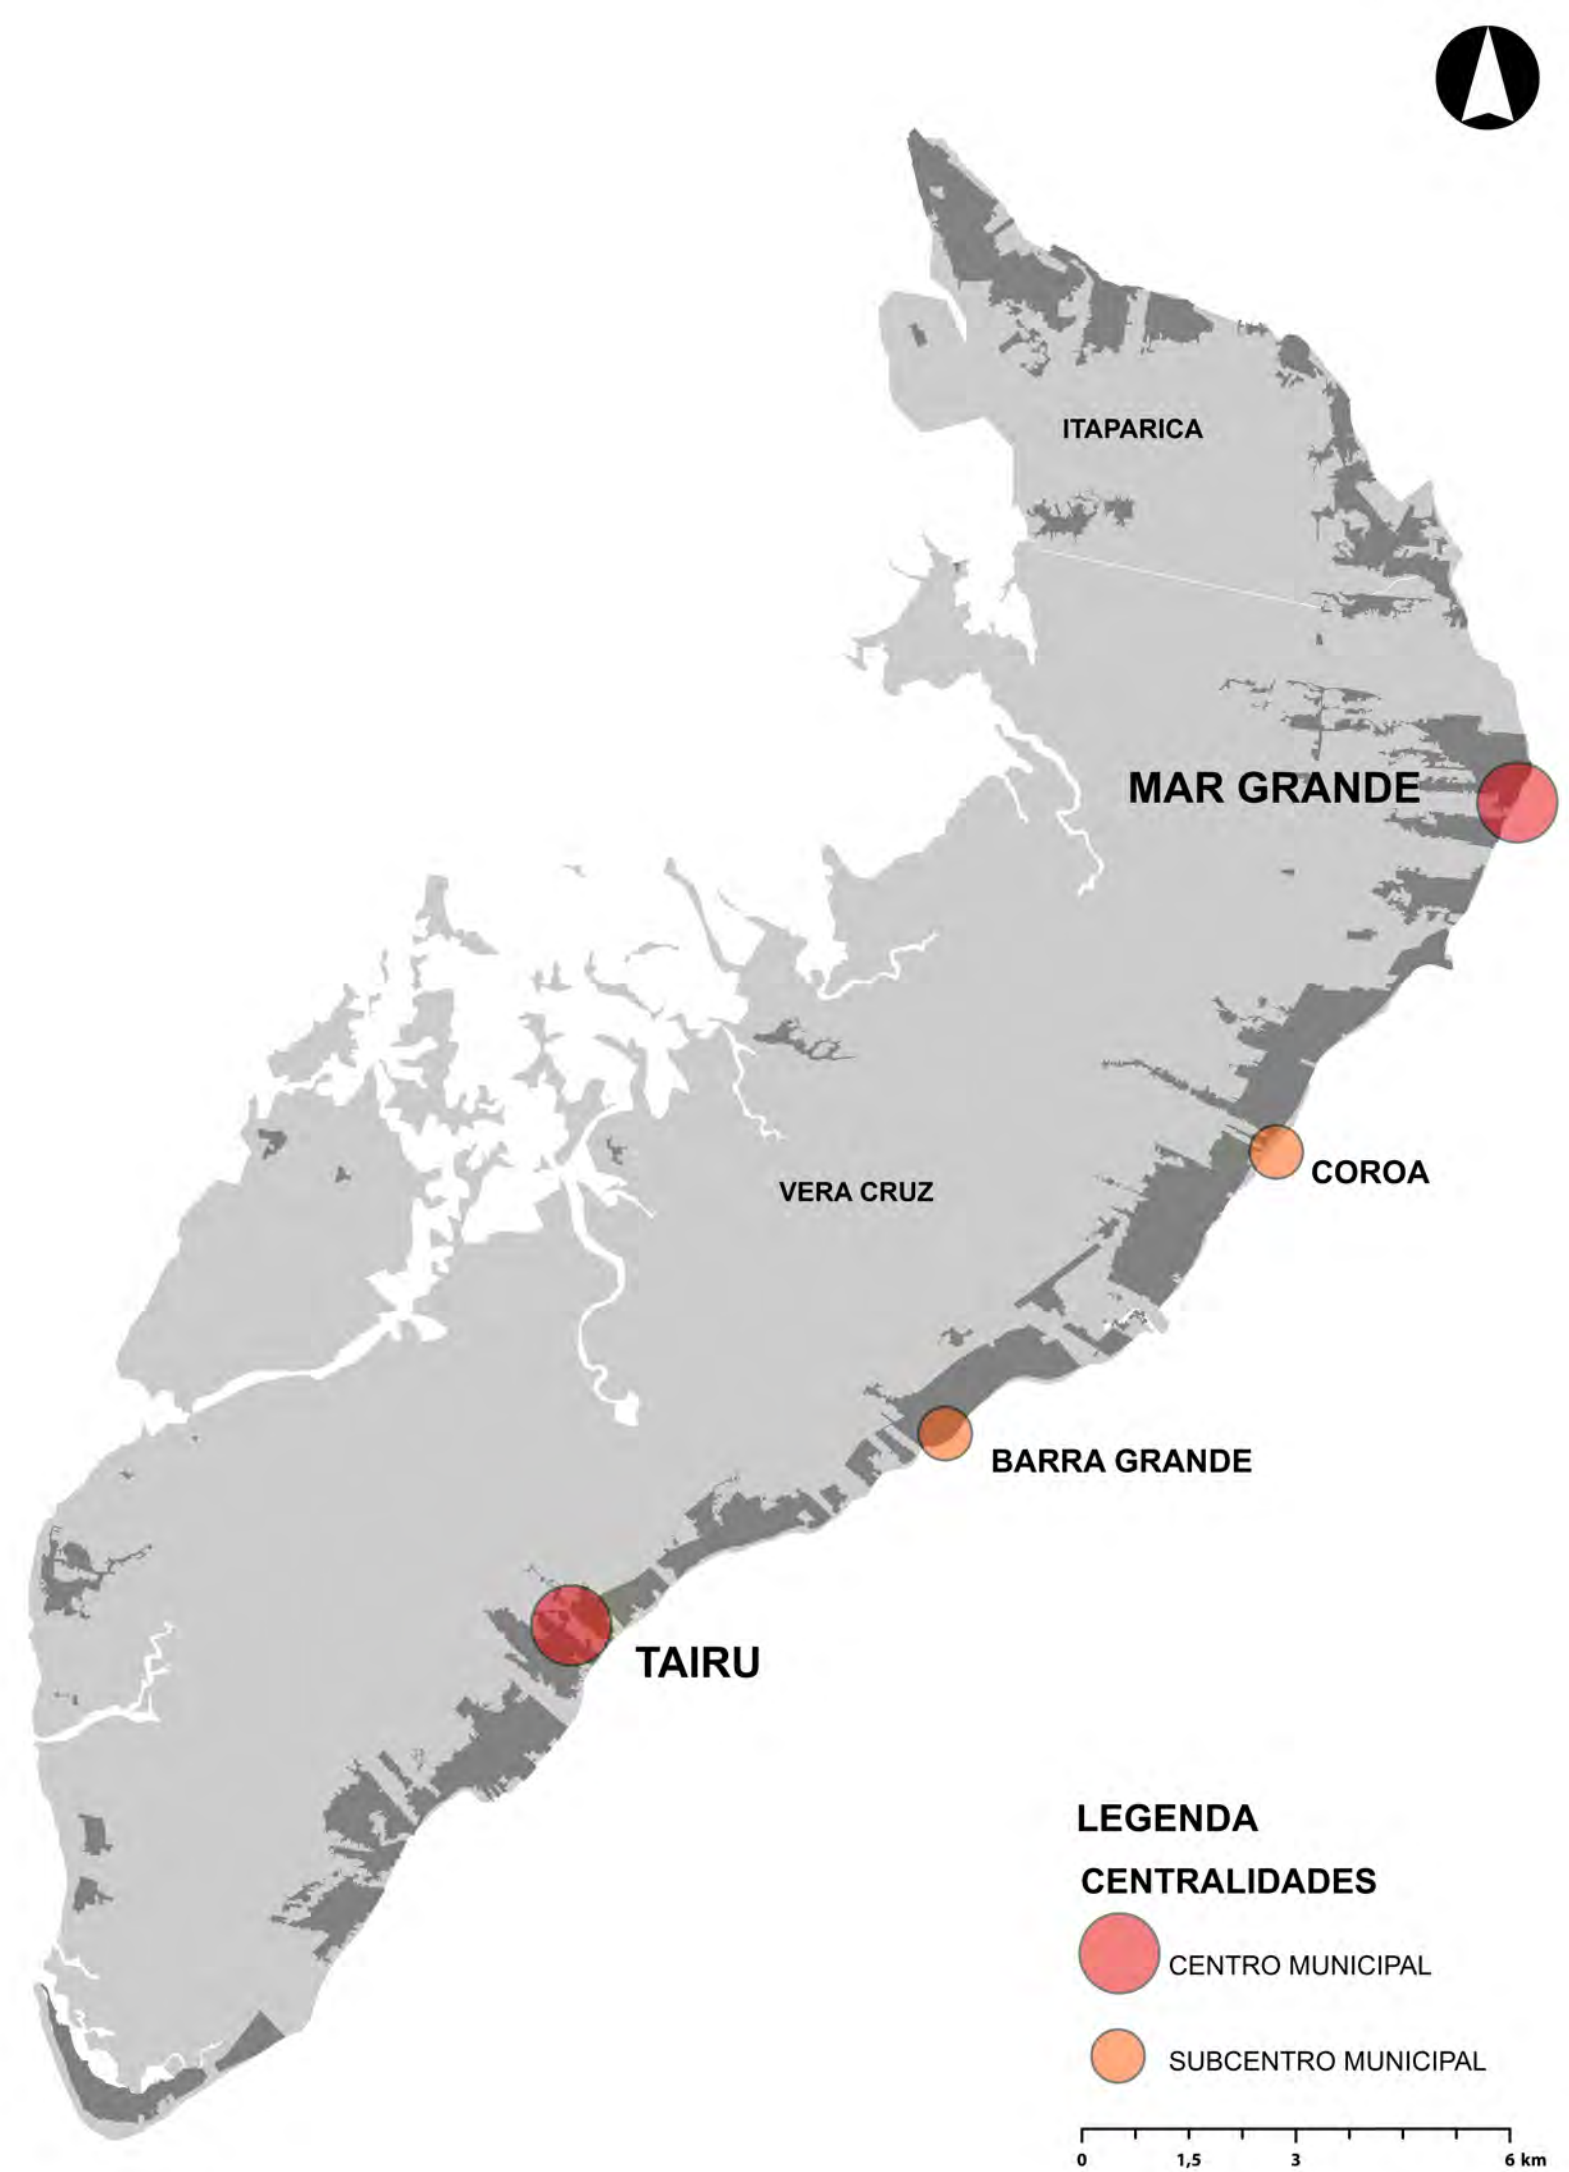 ITAPARICA
MAR GRANDE
COROA
VERA CRUZ
BARRA GRANDE
TAIRU
LEGENDA
CENTRALIDADES
CENTRO MUNICIPAL
SUBCENTRO MUNICIPAL
0 1,5 3 6 km